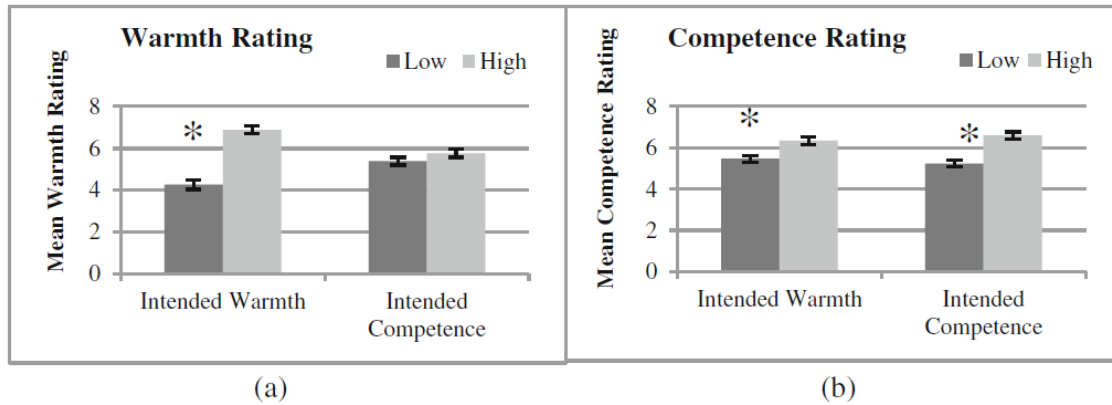 Warmth Rating
Low High
Mean Warmth Rating
8
6
4
2
0
*
Intended Warmth
Intended
Competence
(a)
Competence Rating
Low High
Mean Competence Rating
8
6
4
2
0
*
*
Intended Warmth
Intended
Competence
(b)